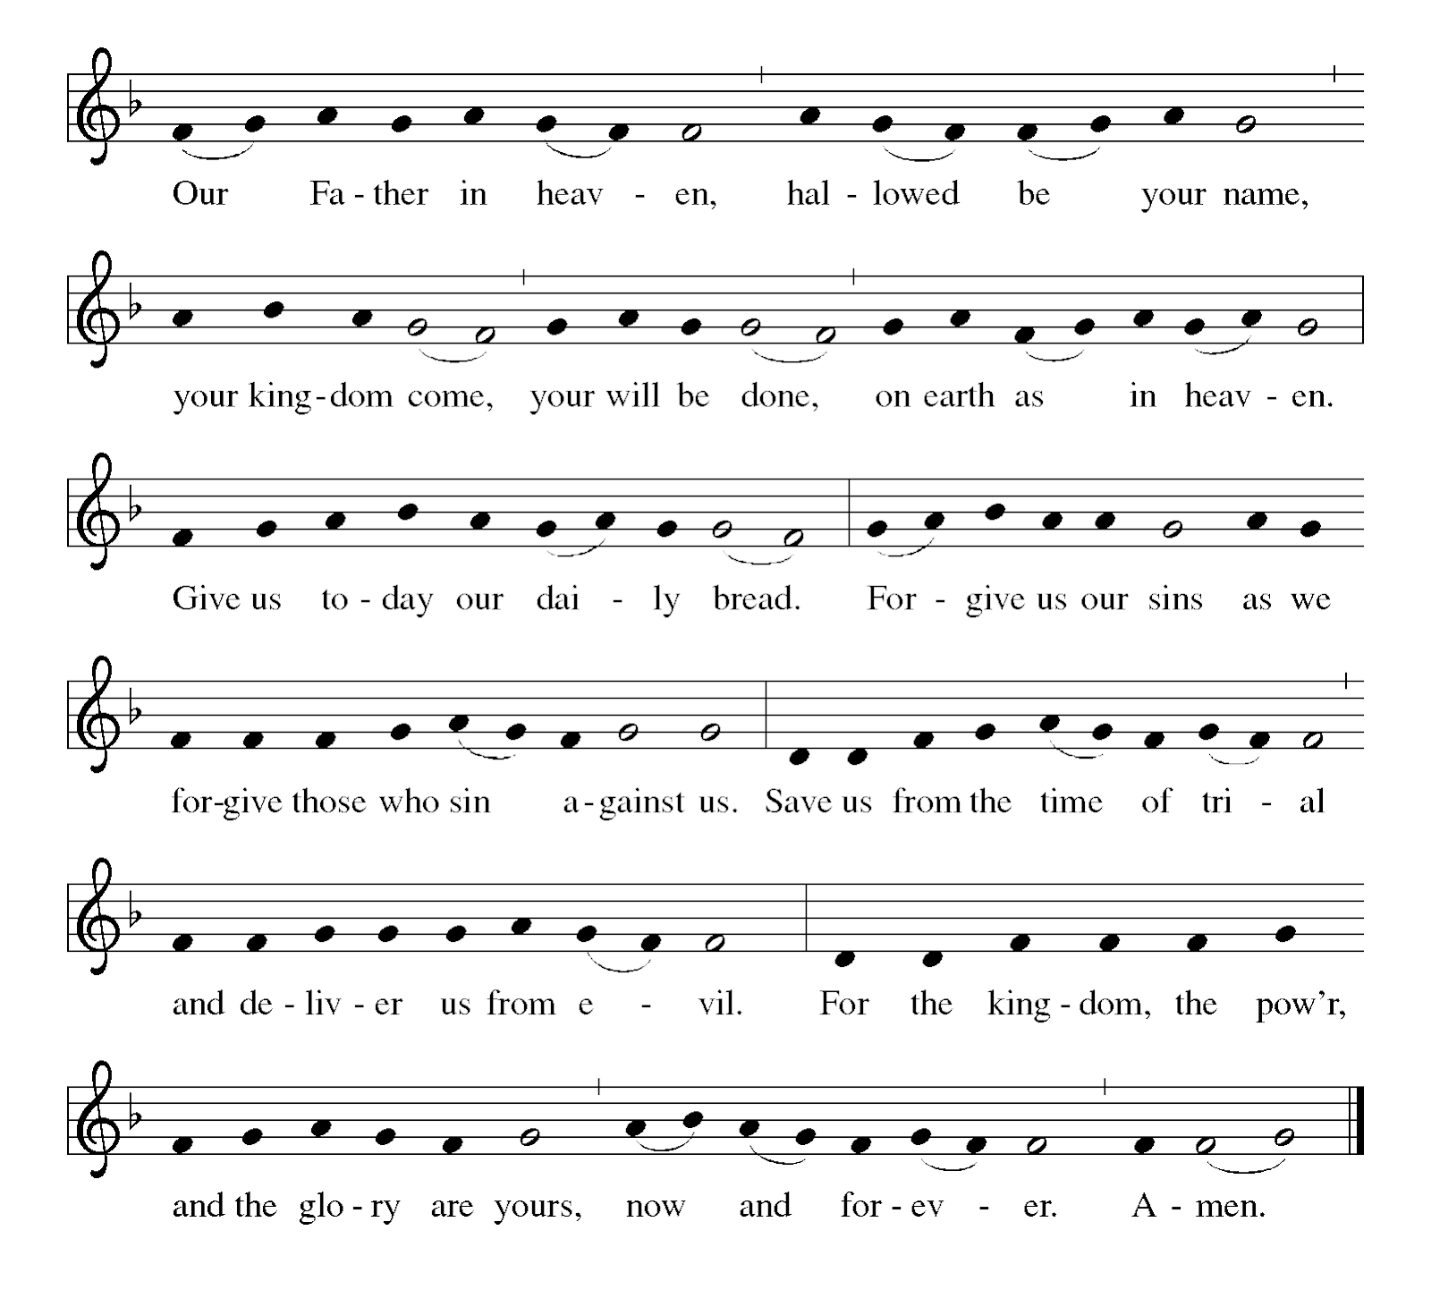 Our Fa - ther in heav - en, hal - lowed be your name,
your king - dom come, your will be done, on earth as in heav - en.
Give us to - day our dai - ly bread. For - give us our sins as we
for - give those who sin a - gainst us. Save us from the time of tri - al
and de - liv - er us from e - vil. For the king - dom, the pow’r,
and the glo - ry are yours, now and for - ev - er. A - men.